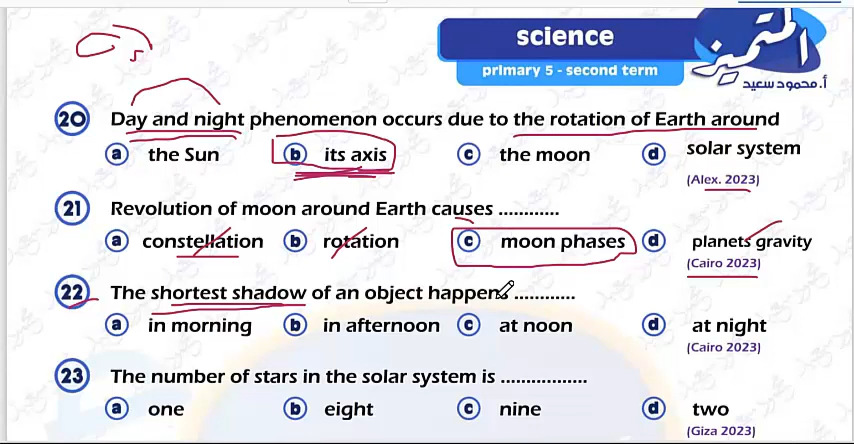 science
primary 5 - second term
المتميز
أ. محمود سعيد
20 Day and night phenomenon occurs due to the rotation of Earth around
a the Sun b its axis c the moon d solar system
(Alex. 2023)
21 Revolution of moon around Earth causes ............
a constellation b rotation c moon phases d planets gravity
(Cairo 2023)
22 The shortest shadow of an object happens ............
a in morning b in afternoon c at noon d at night
(Cairo 2023)
23 The number of stars in the solar system is .................
a one b eight c nine d two
(Giza 2023)